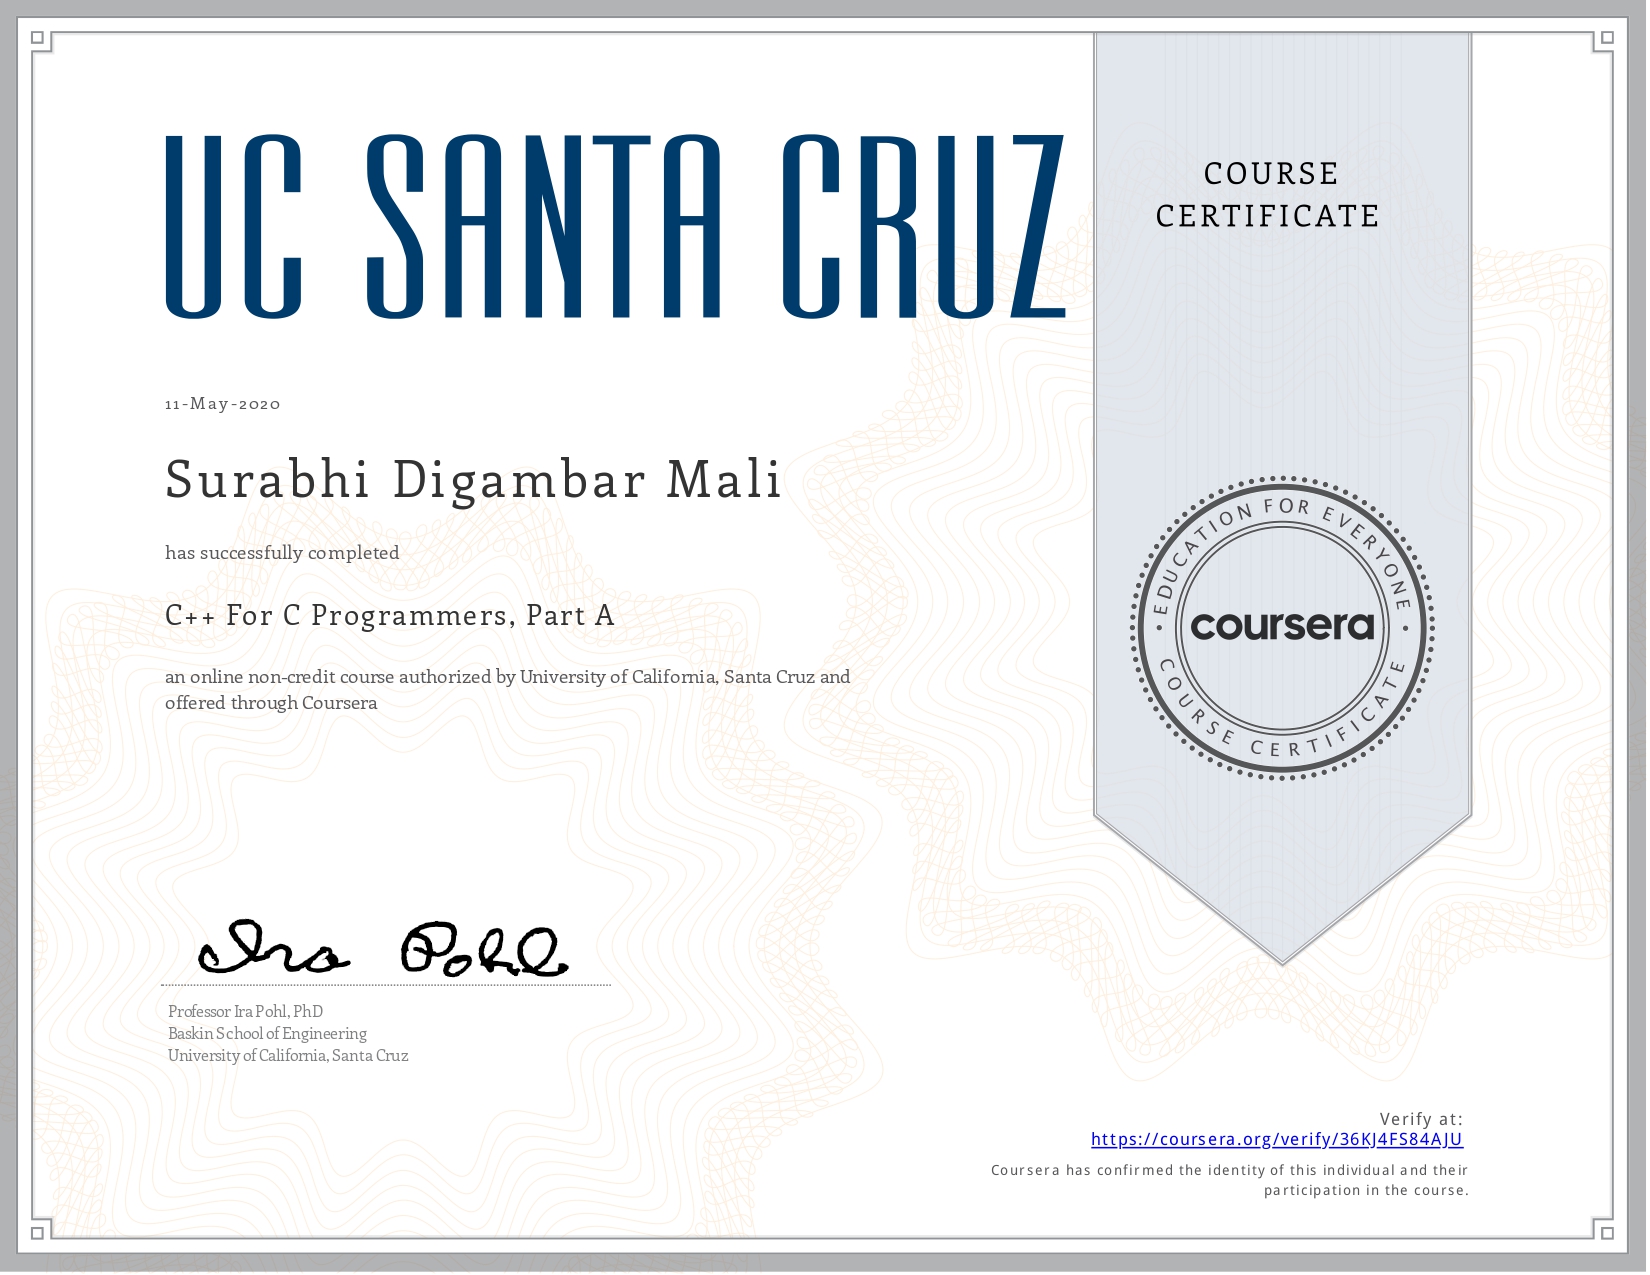 UC SANTA CRUZ
COURSE
CERTIFICATE
11-May-2020
Surabhi Digambar Mali
has successfully completed
C++ For C Programmers, Part A
an online non-credit course authorized by University of California, Santa Cruz and
offered through Coursera
EDUCATION FOR EVERYONE
coursera
COURSE CERTIFICATE
Ira Pohl
Professor Ira Pohl, PhD
Baskin School of Engineering
University of California, Santa Cruz
Verify at:
https://coursera.org/verify/36KJ4FS84AJU
Coursera has confirmed the identity of this individual and their
participation in the course.